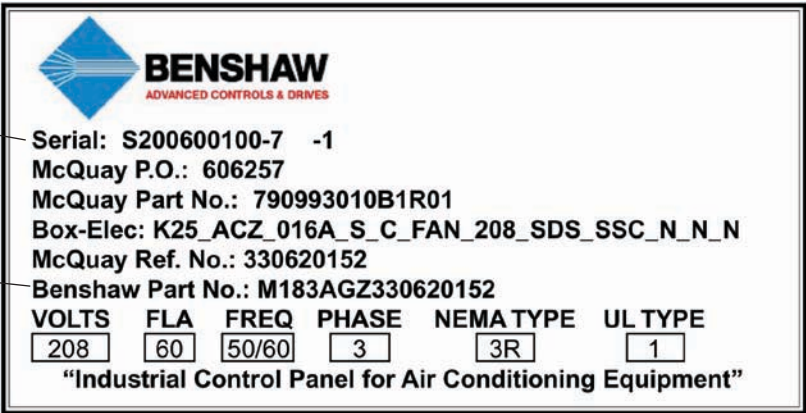 BENSHAW
ADVANCED CONTROLS & DRIVES
Serial: S200600100-7 -1
McQuay P.O.: 606257
McQuay Part No.: 790993010B1R01
Box-Elec: K25_ACZ_016A_S_C_FAN_208_SDS_SSC_N_N_N
McQuay Ref. No.: 330620152
Benshaw Part No.: M183AGZ330620152
VOLTS FLA FREQ PHASE NEMA TYPE UL TYPE
208 60 50/60 3 3R 1
“Industrial Control Panel for Air Conditioning Equipment”